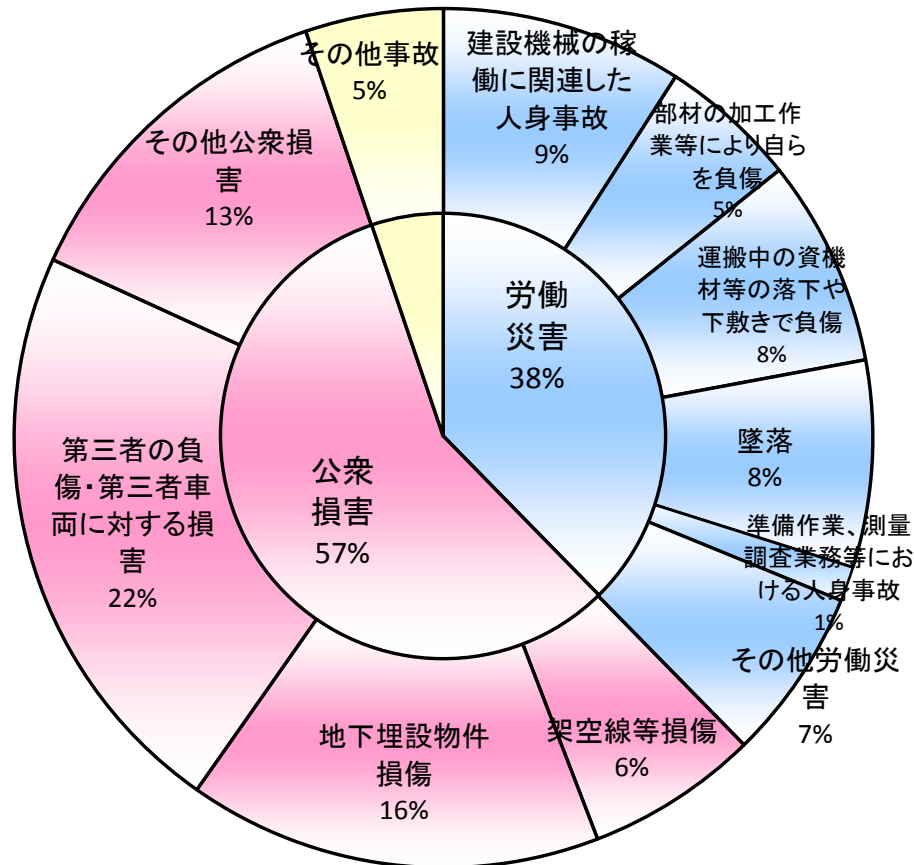 建設機械の稼
働に関連した
人身事故
9%
部材の加工作
業等により自ら
を負傷
5%
運搬中の資機
材等の落下や
下敷きで負傷
8%
墜落
8%
準備作業、測量
調査業務等にお
ける人身事故
1%
その他労働災
害
7%
架空線等損傷
6%
地下埋設物件
損傷
16%
第三者の負
傷・第三者車
両に対する損
害
22%
その他公衆損
害
13%
その他事故
5%
労働
災害
38%
公衆
損害
57%